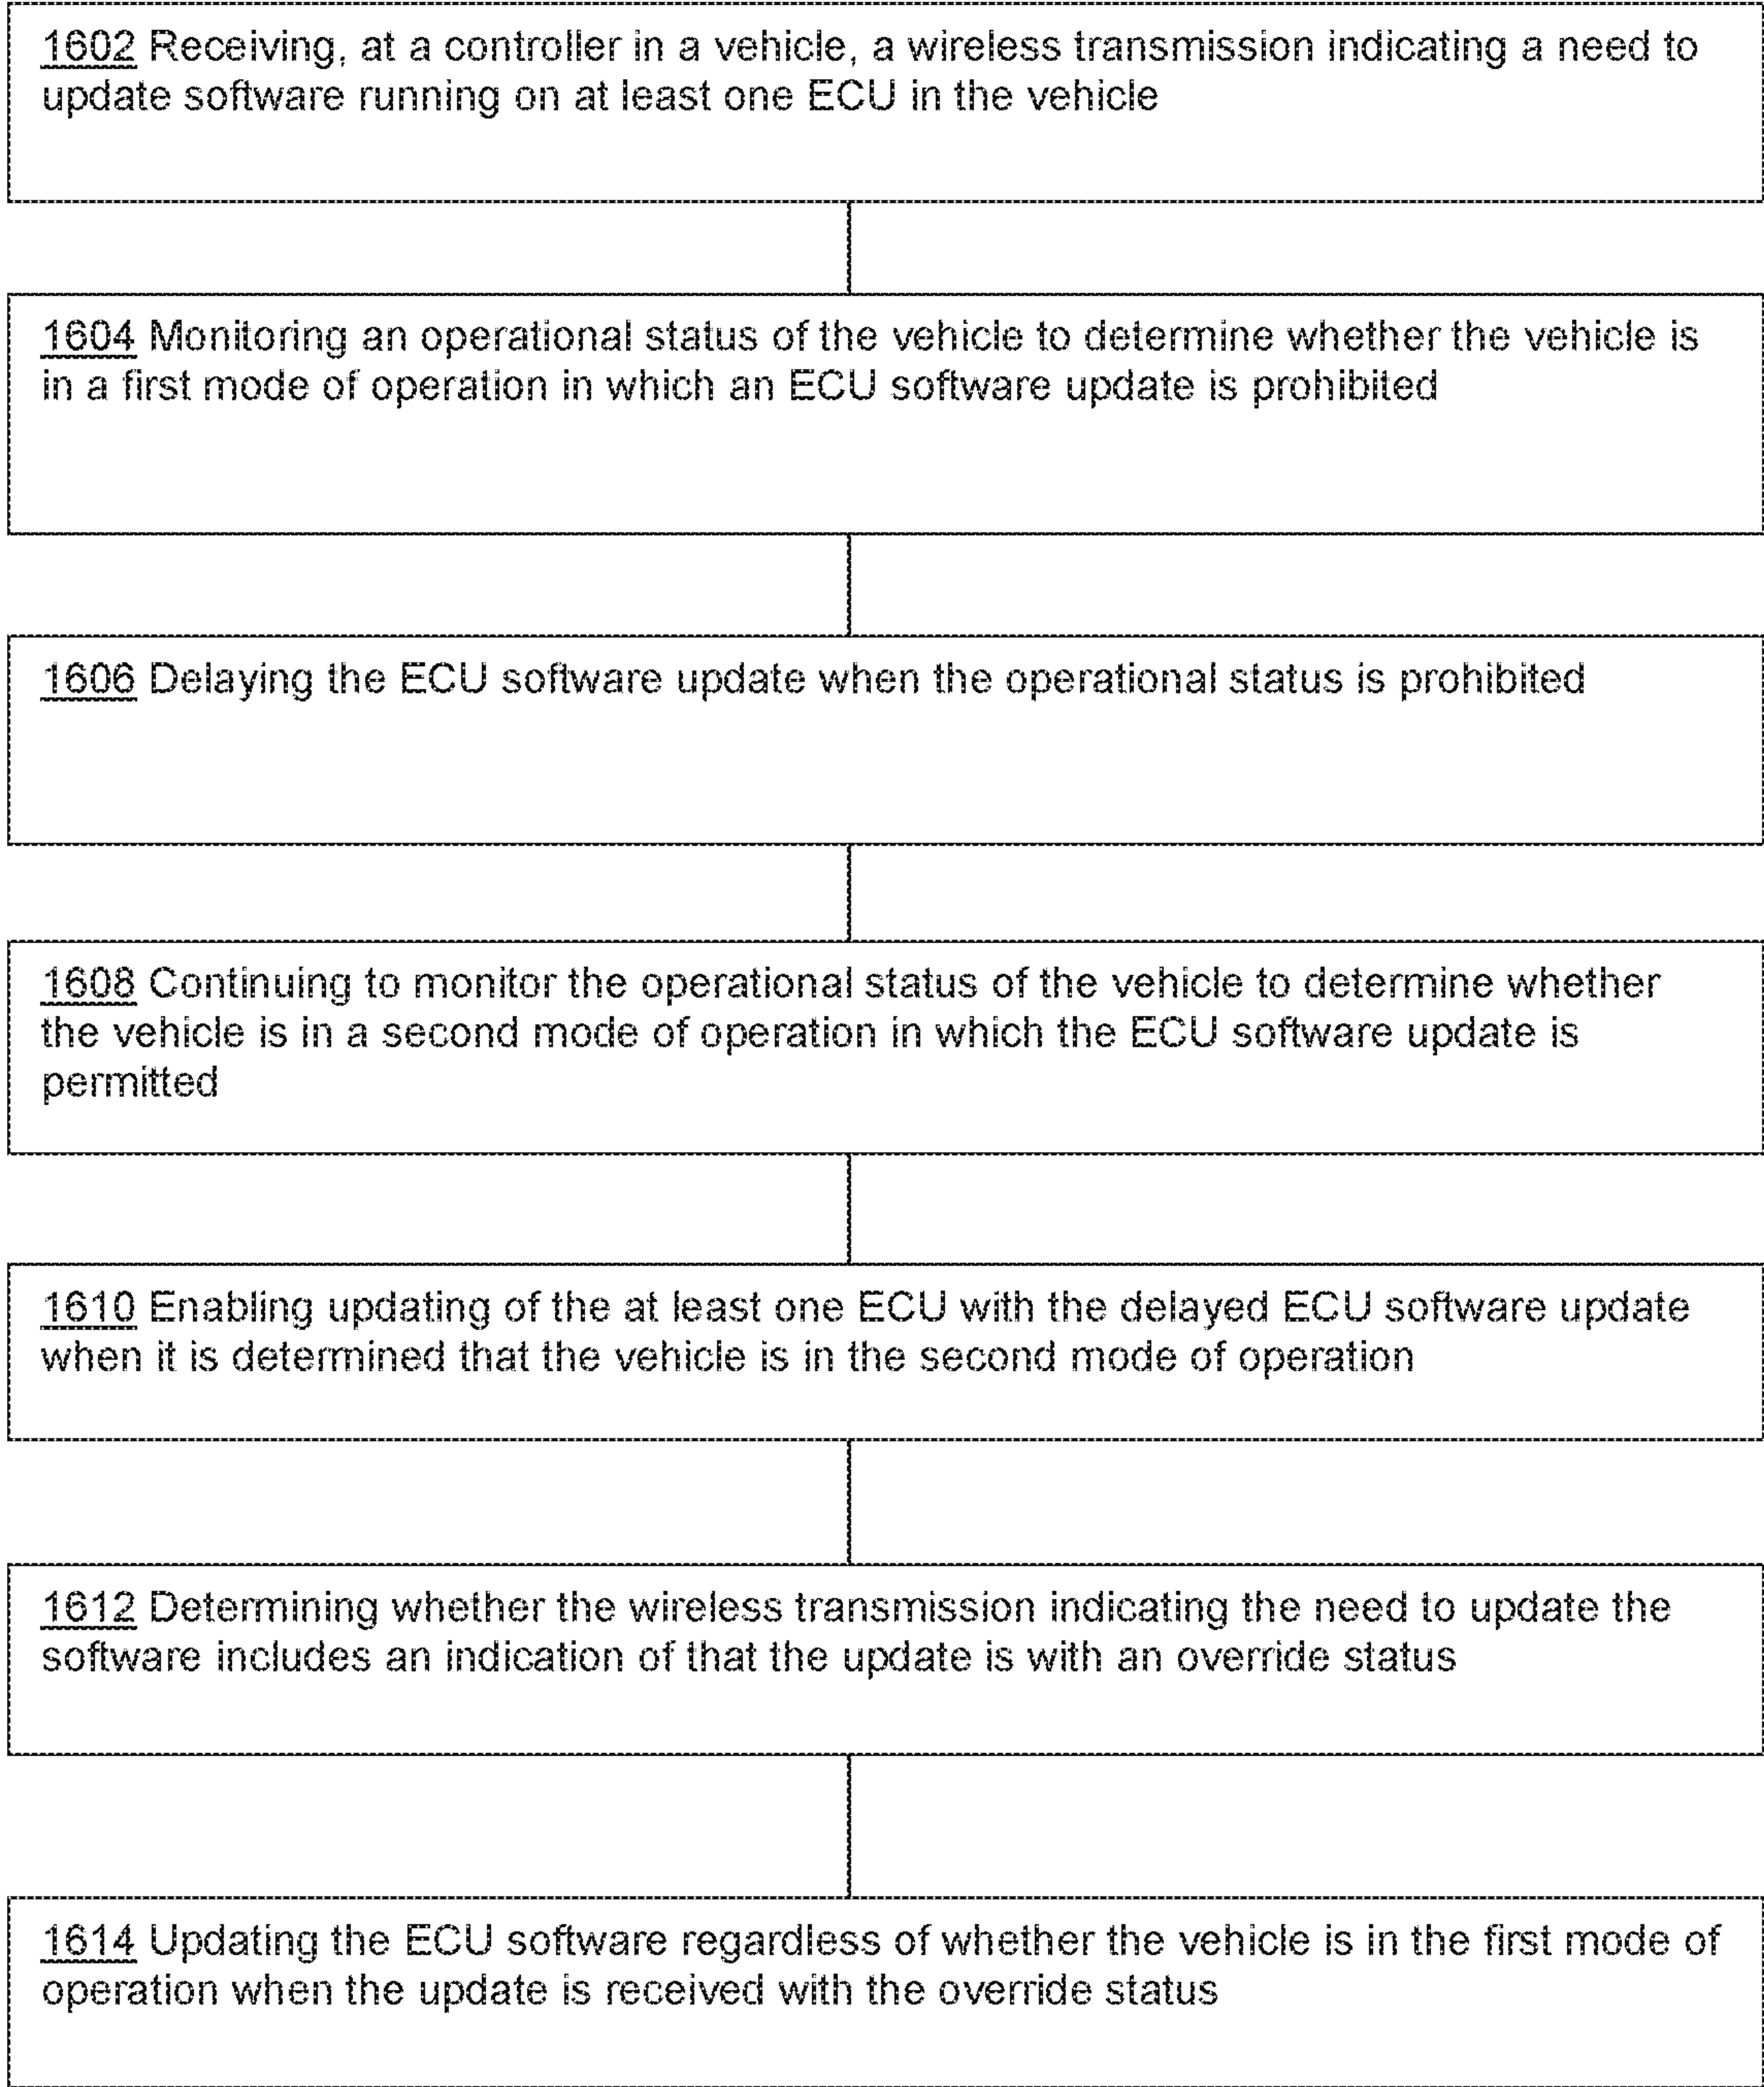 1602 Receiving, at a controller in a vehicle, a wireless transmission indicating a need to
update software running on at least one ECU in the vehicle
1604 Monitoring an operational status of the vehicle to determine whether the vehicle is
in a first mode of operation in which an ECU software update is prohibited
1606 Delaying the ECU software update when the operational status is prohibited
1608 Continuing to monitor the operational status of the vehicle to determine whether
the vehicle is in a second mode of operation in which the ECU software update is
permitted
1610 Enabling updating of the at least one ECU with the delayed ECU software update
when it is determined that the vehicle is in the second mode of operation
1612 Determining whether the wireless transmission indicating the need to update the
software includes an indication of that the update is with an override status
1614 Updating the ECU software regardless of whether the vehicle is in the first mode of
operation when the update is received with the override status